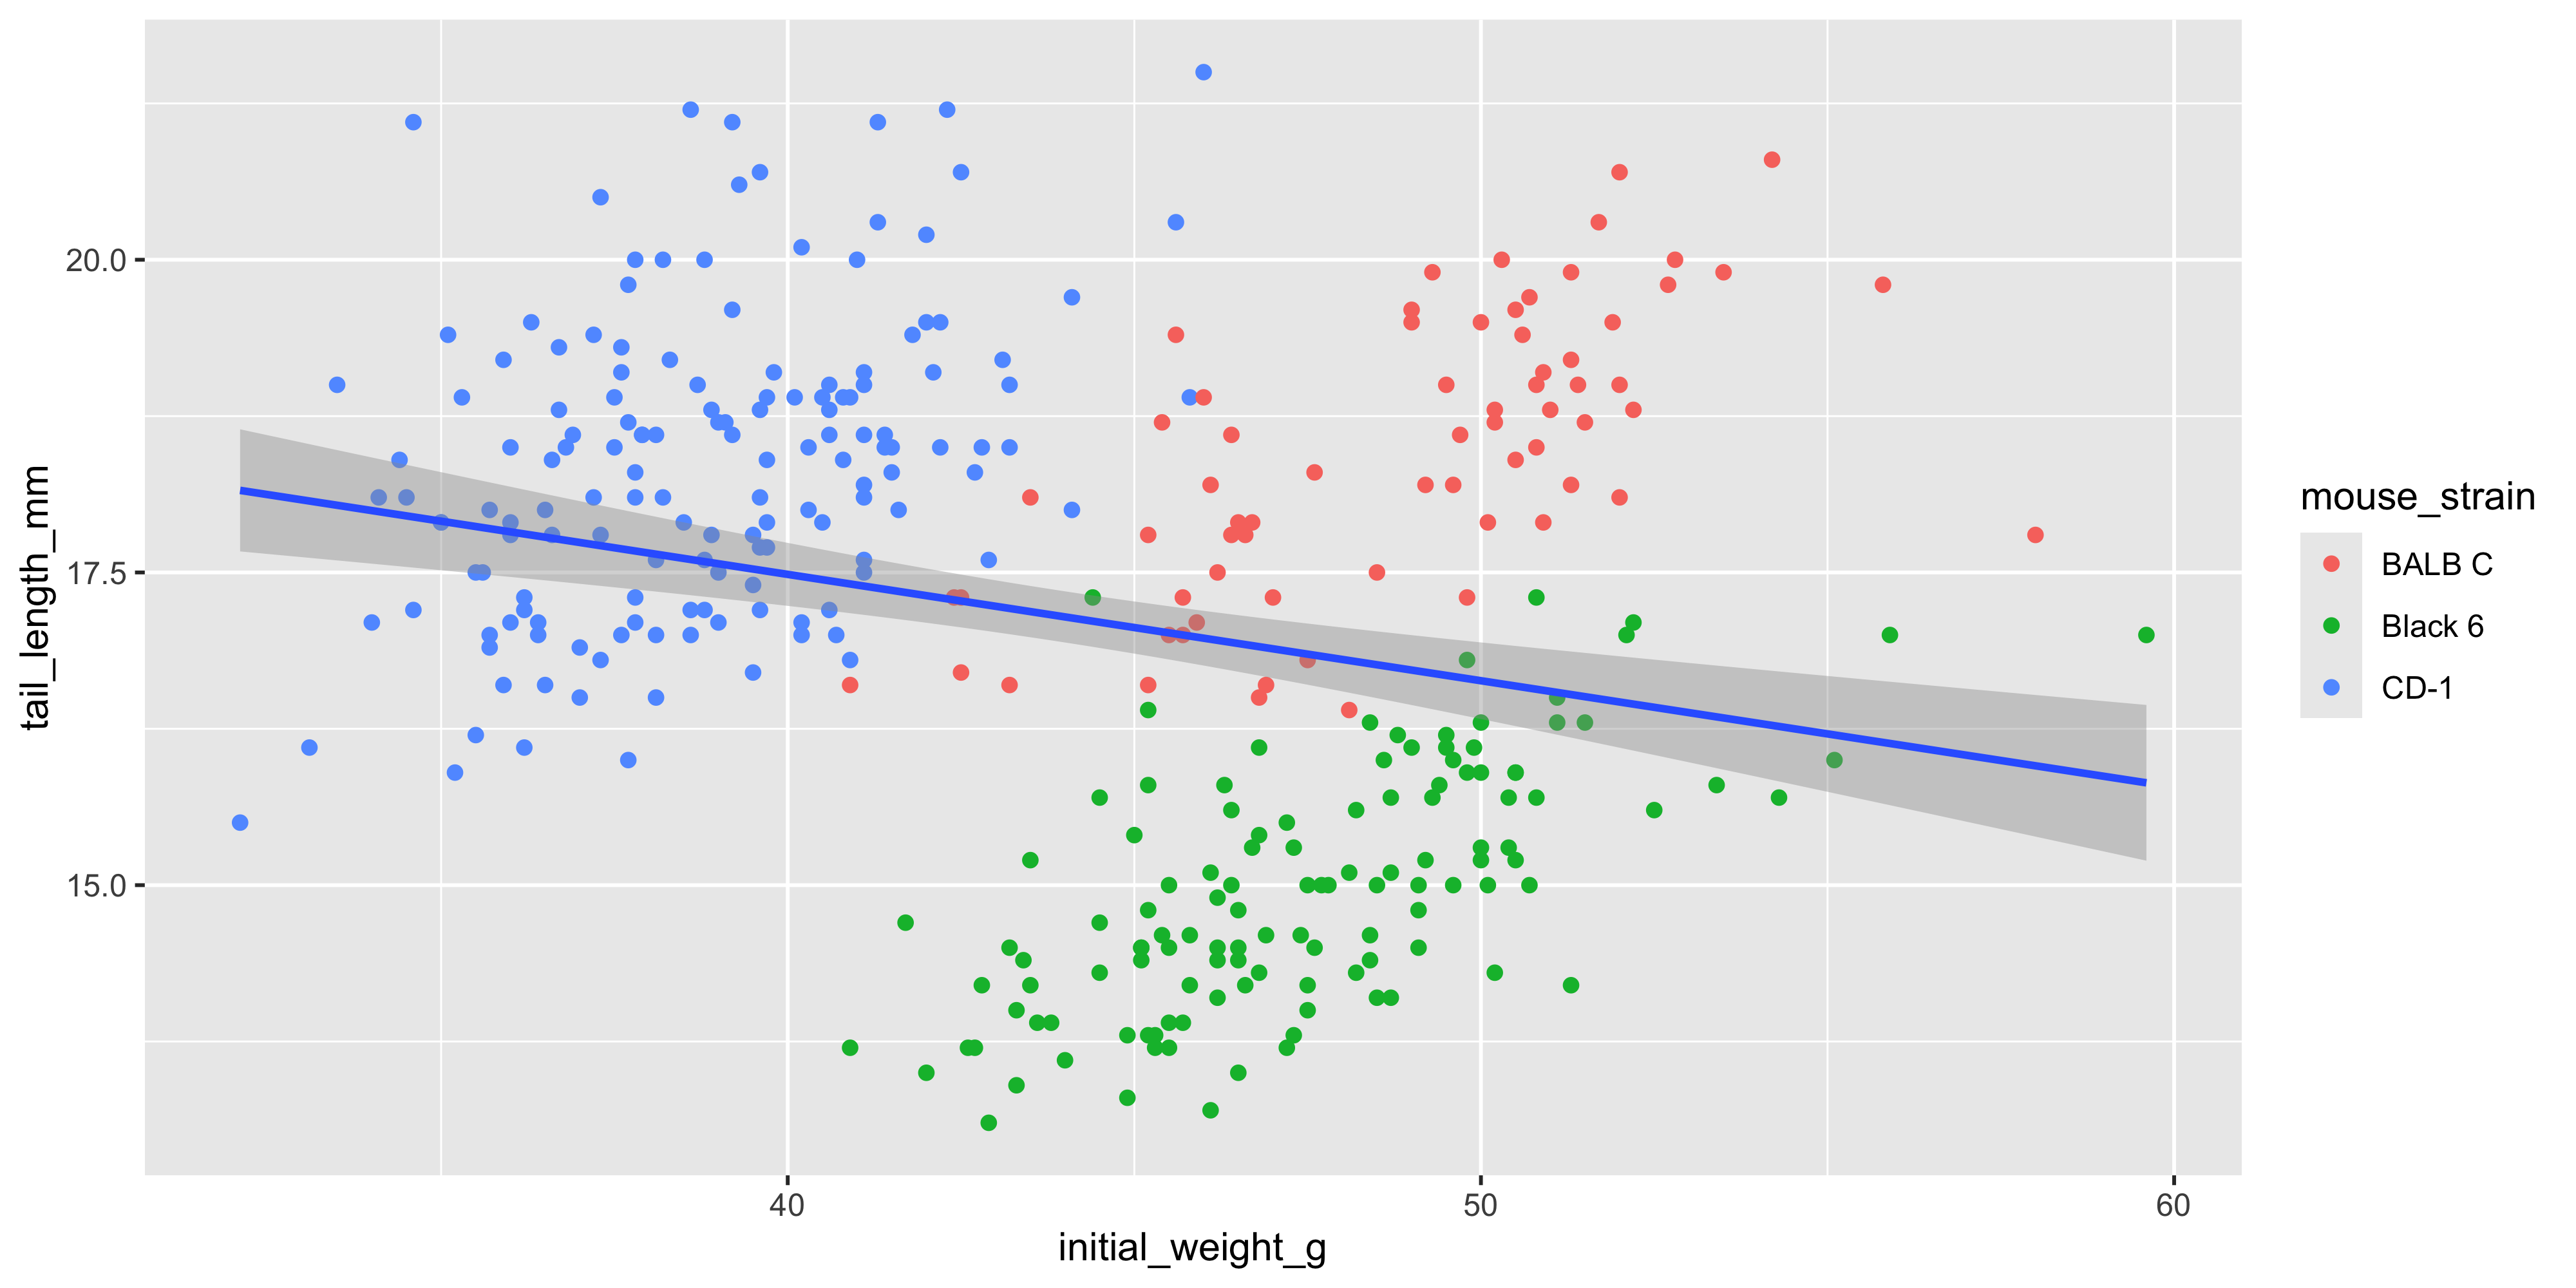 20.0
17.5
15.0
tail_length_mm
40
50
60
initial_weight_g
mouse_strain
BALB C
Black 6
CD-1